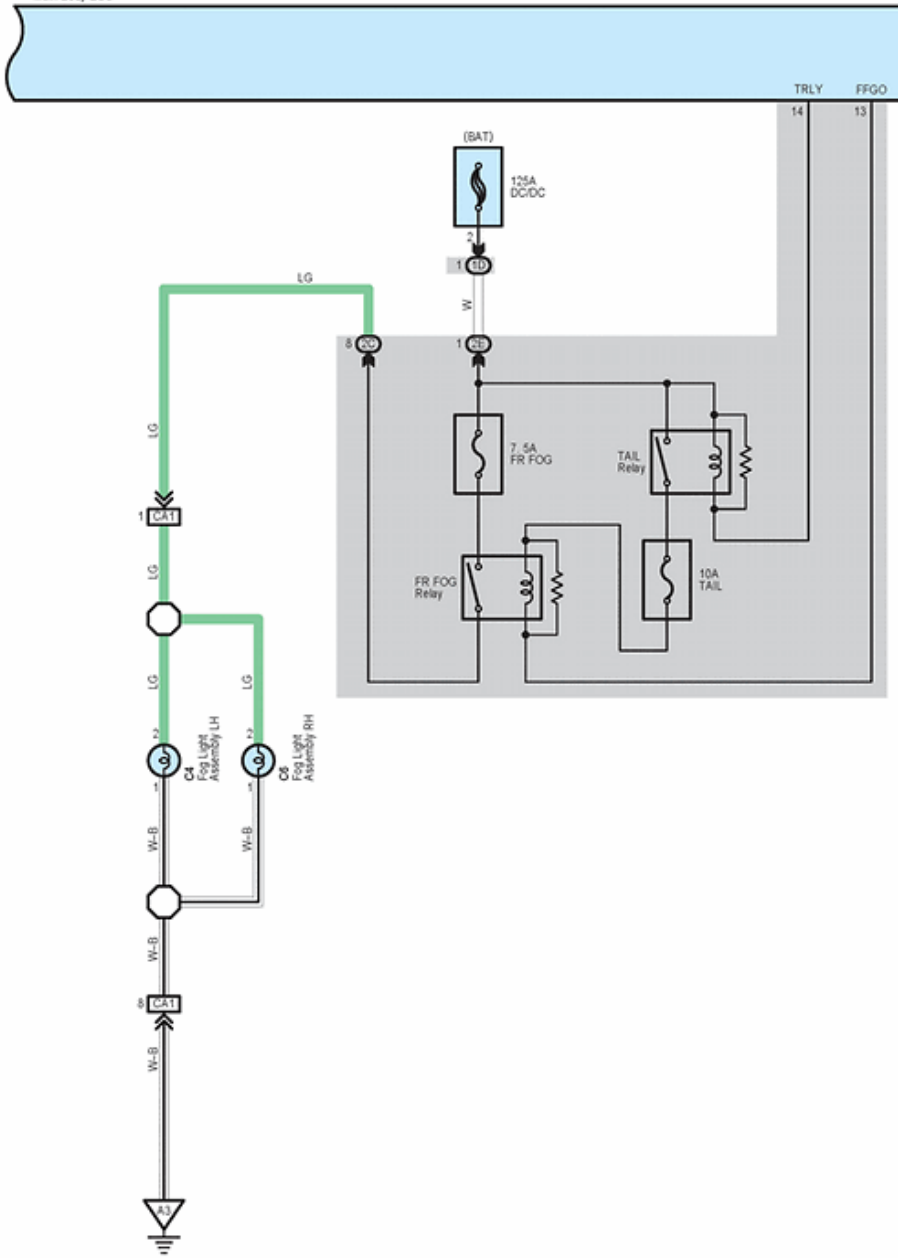 TRLY FFGO
14 13
(BAT)
125A
DC/DC
2
1 1D
LG
W
8 2C
1 2E
LG
7. 5A
FR FOG
TAIL
Relay
1 CA1
LG
FR FOG
Relay
10A
TAIL
LG
LG
2
2
C4
Fog Light
Assembly LH
C6
Fog Light
Assembly RH
1
1
W-B
W-B
W-B
8 CA1
W-B
A3